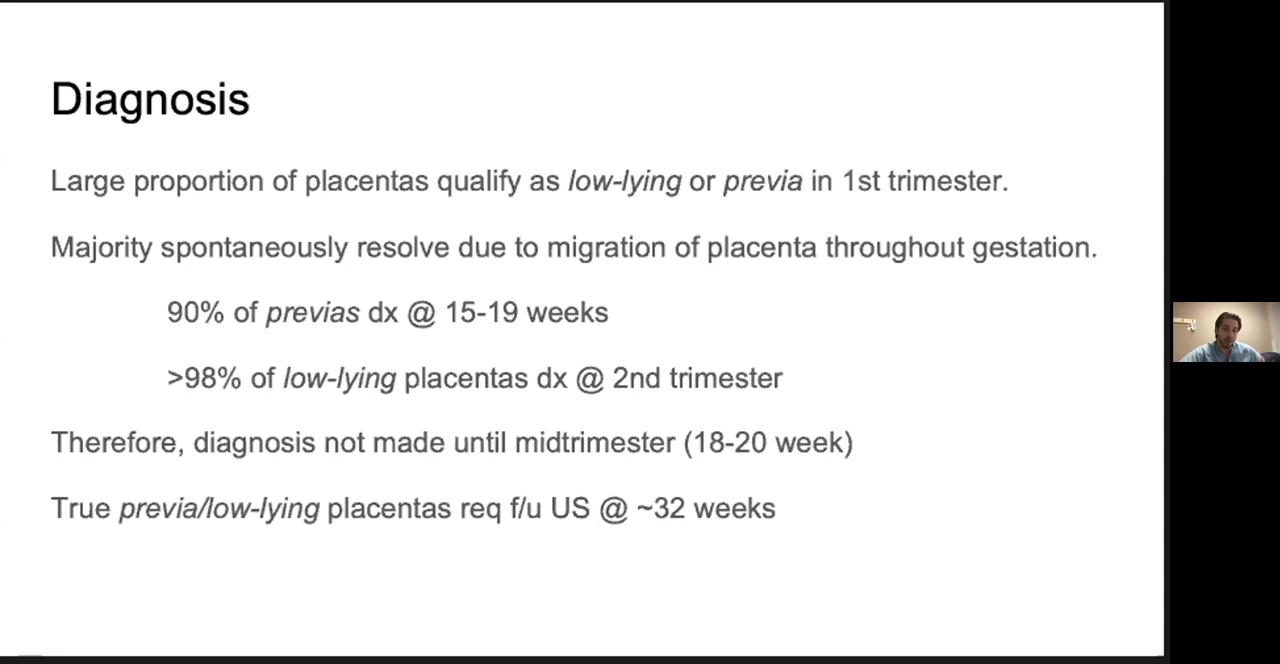 Diagnosis
Large proportion of placentas qualify as low-lying or previa in 1st trimester.
Majority spontaneously resolve due to migration of placenta throughout gestation.
90% of previas dx @ 15-19 weeks
>98% of low-lying placentas dx @ 2nd trimester
Therefore, diagnosis not made until midtrimester (18-20 week)
True previa/low-lying placentas req f/u US @ ~32 weeks